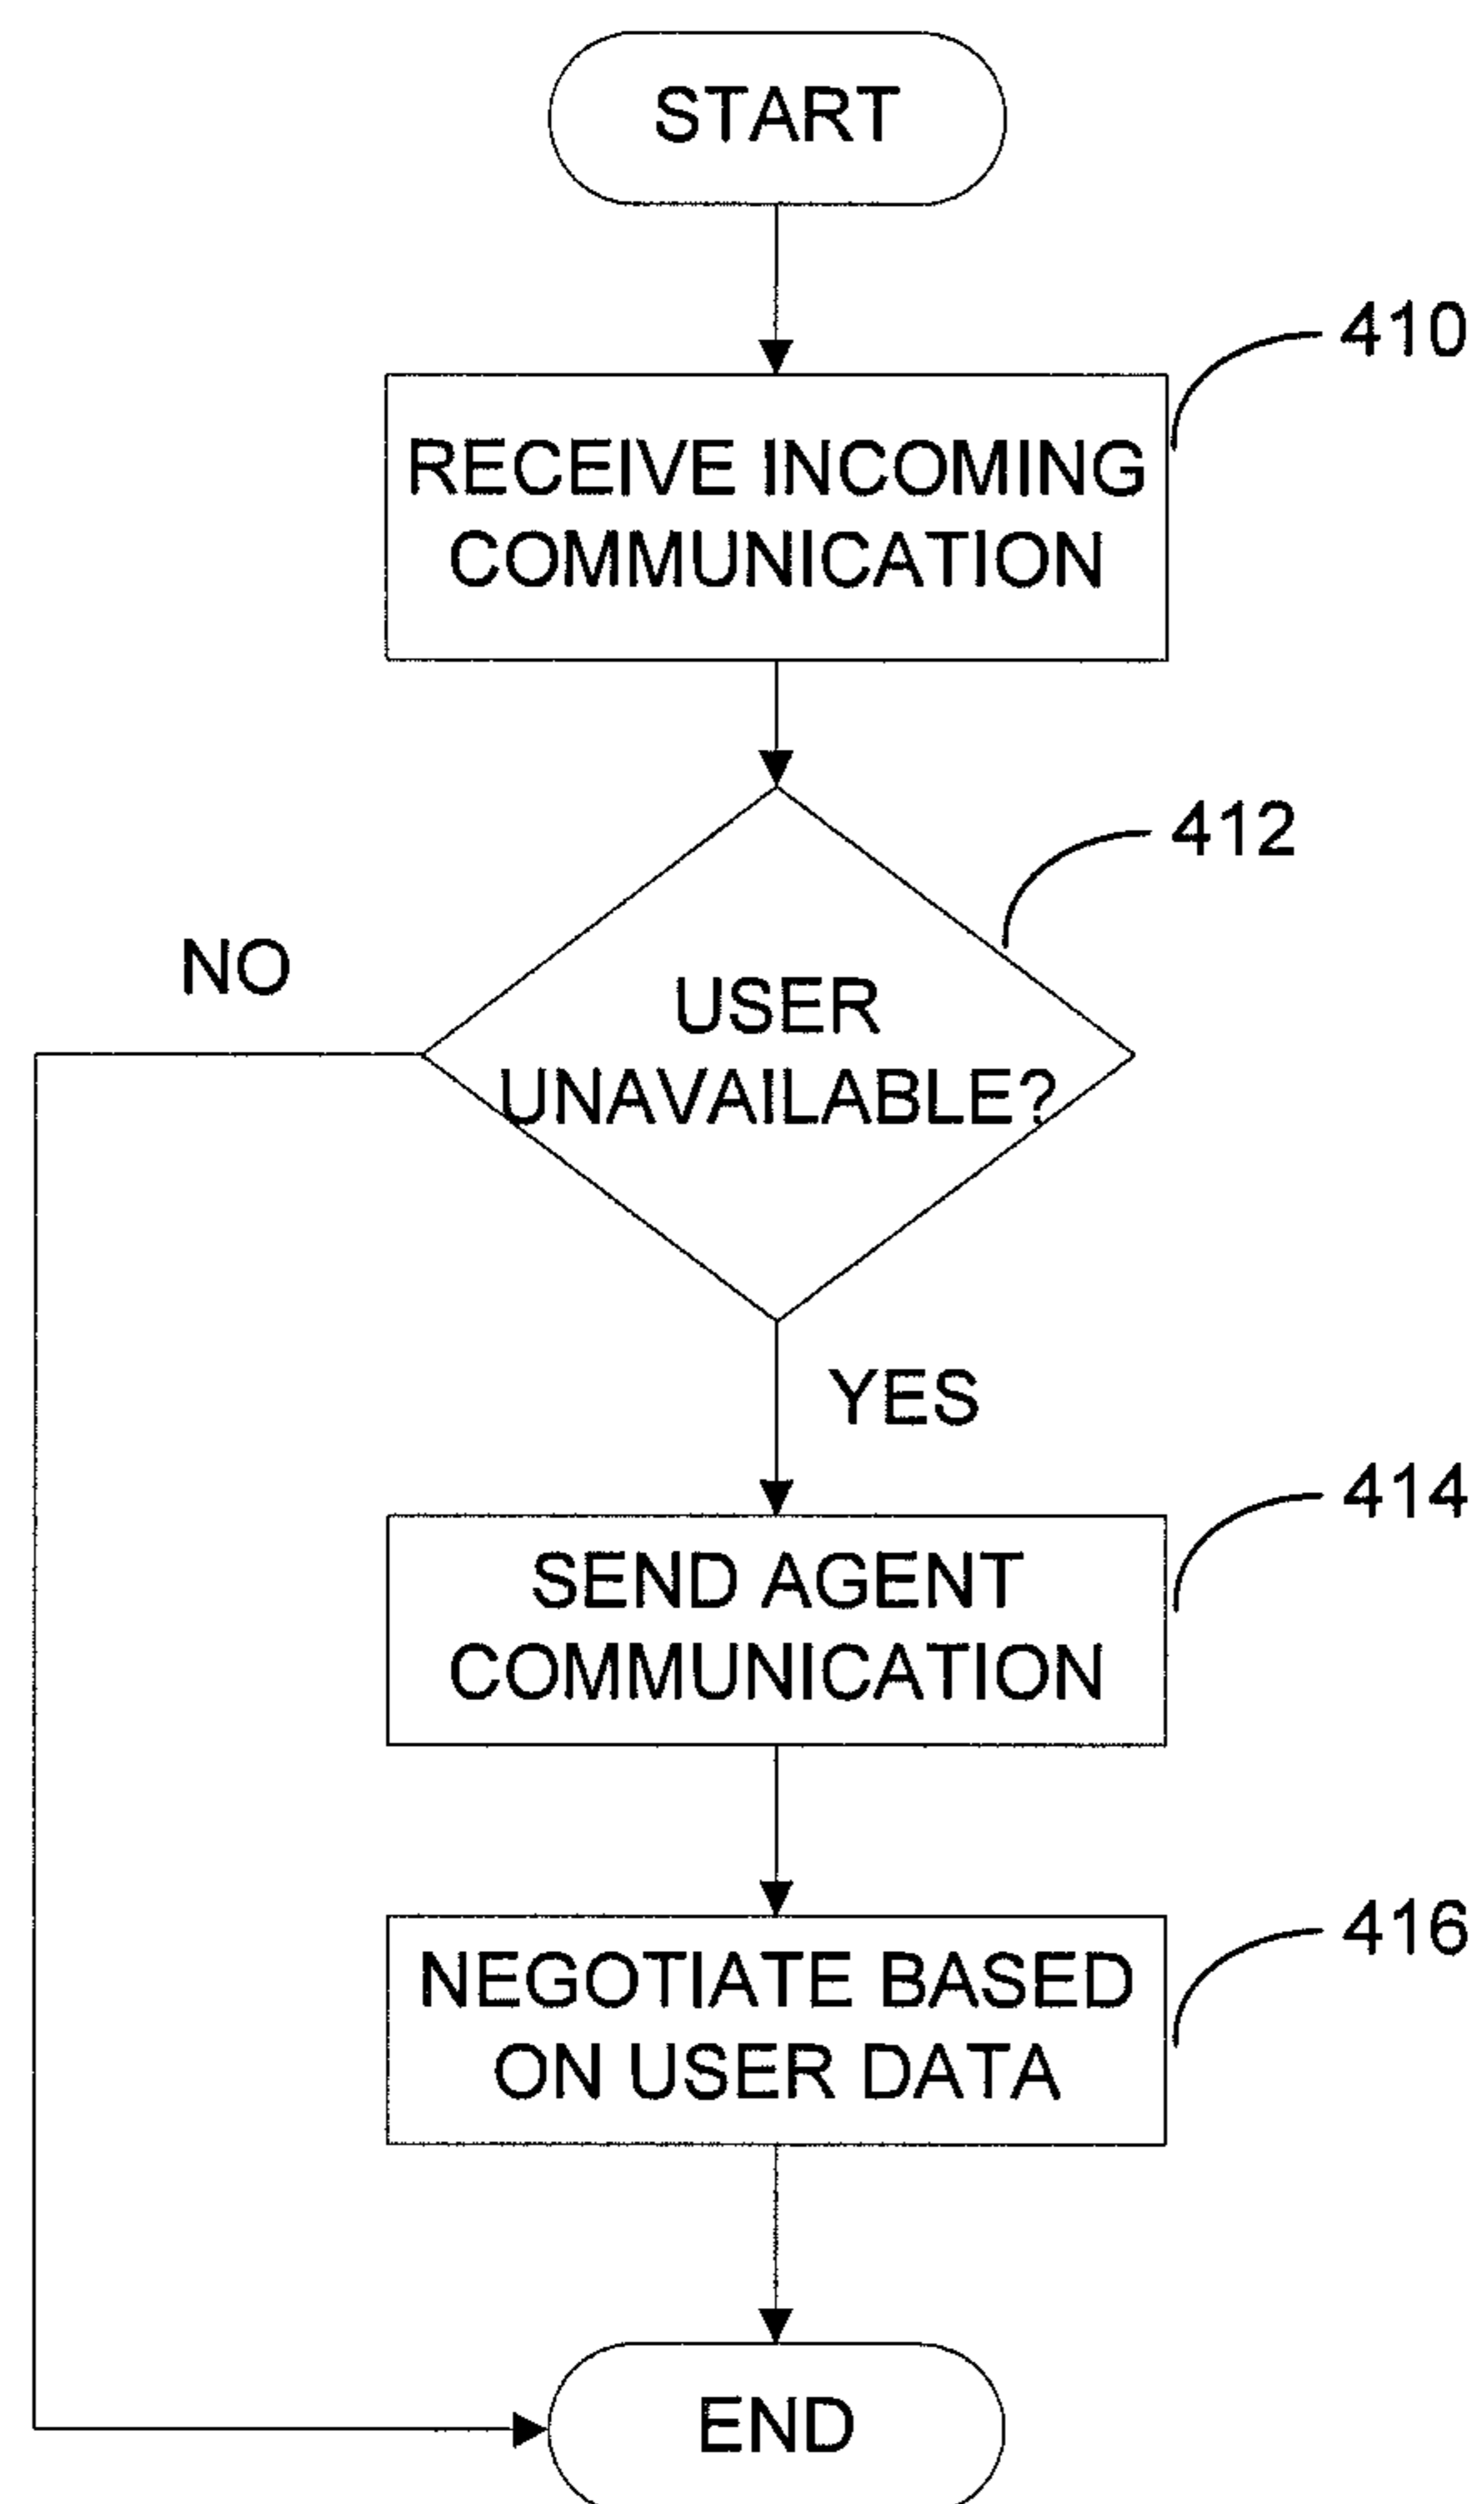 START
410
RECEIVE INCOMING
COMMUNICATION
412
NO
USER
UNAVAILABLE?
YES
414
SEND AGENT
COMMUNICATION
416
NEGOTIATE BASED
ON USER DATA
END